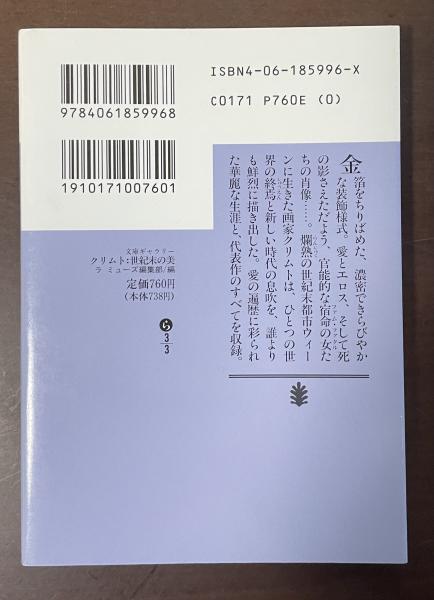 ISBN4-06-185996-X
C0171 P760E (0)
9784061859968
1910171007601
文庫ギャラリー
クリムト:世紀末の美
ラ ミューズ編集部/編
定価760円
(本体738円)
ら
3
3
金箔をちりばめた、濃密できらびやか
な装飾様式。愛とエロス、そして死
の影さえただよう、官能的な宿命の女た
ちの肖像……。爛熟の世紀末都市ウィー
ンに生きた画家クリムトは、ひとつの世
界の終焉と新しい時代の息吹を、誰より
も鮮烈に描き出した。愛の遍歴に彩られ
た華麗な生涯と、代表作のすべてを収録。